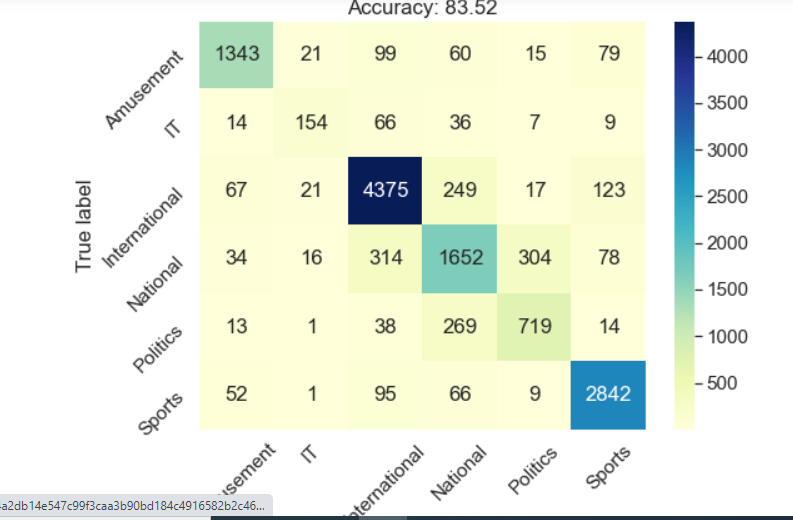 Accuracy: 83.52
Amusement 1343 21 99 60 15 79
IT 14 154 66 36 7 9
International 67 21 4375 249 17 123
National 34 16 314 1652 304 78
Politics 13 1 38 269 719 14
Sports 52 1 95 66 9 2842
True label
4000
3500
3000
2500
2000
1500
1000
500
usement IT nternational National Politics Sports
a2db14e547c99f3caa3b90bd184c4916582b2c46...